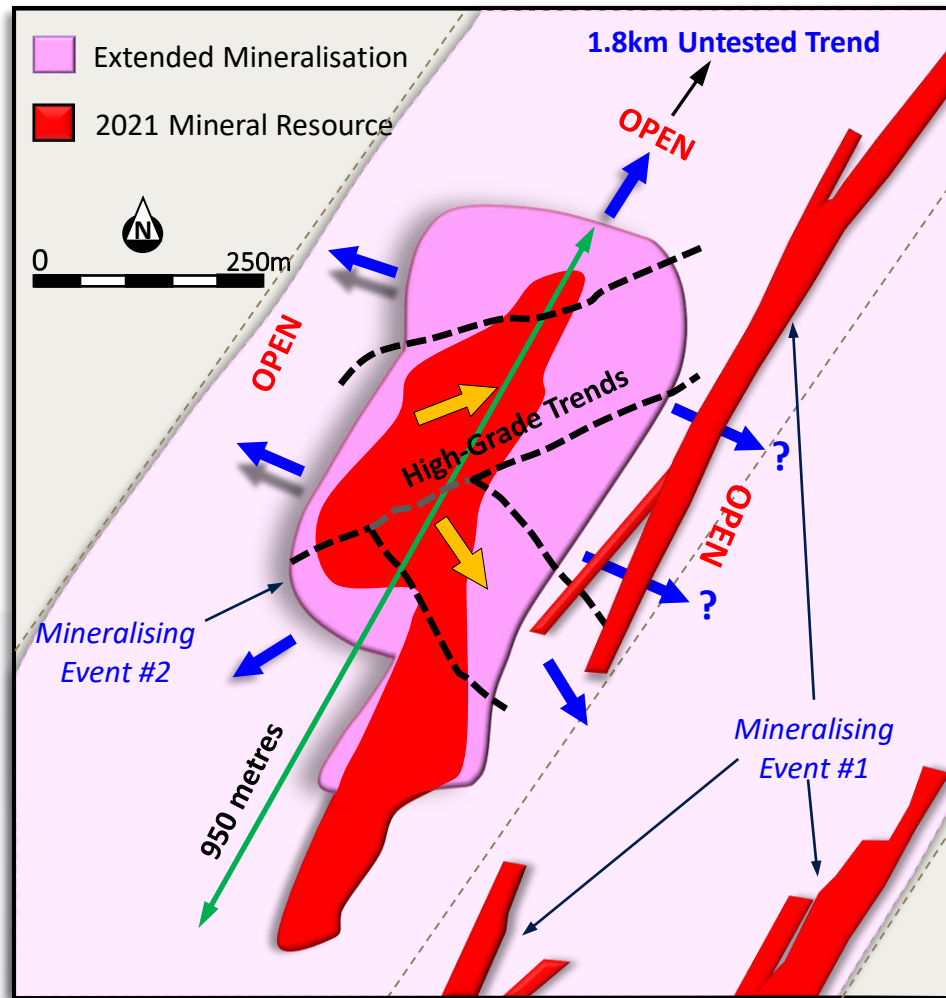 Extended Mineralisation
2021 Mineral Resource
N
0 250m
1.8km Untested Trend
OPEN
OPEN
High-Grade Trends
?
OPEN
?
Mineralising
Event #2
950 metres
Mineralising
Event #1